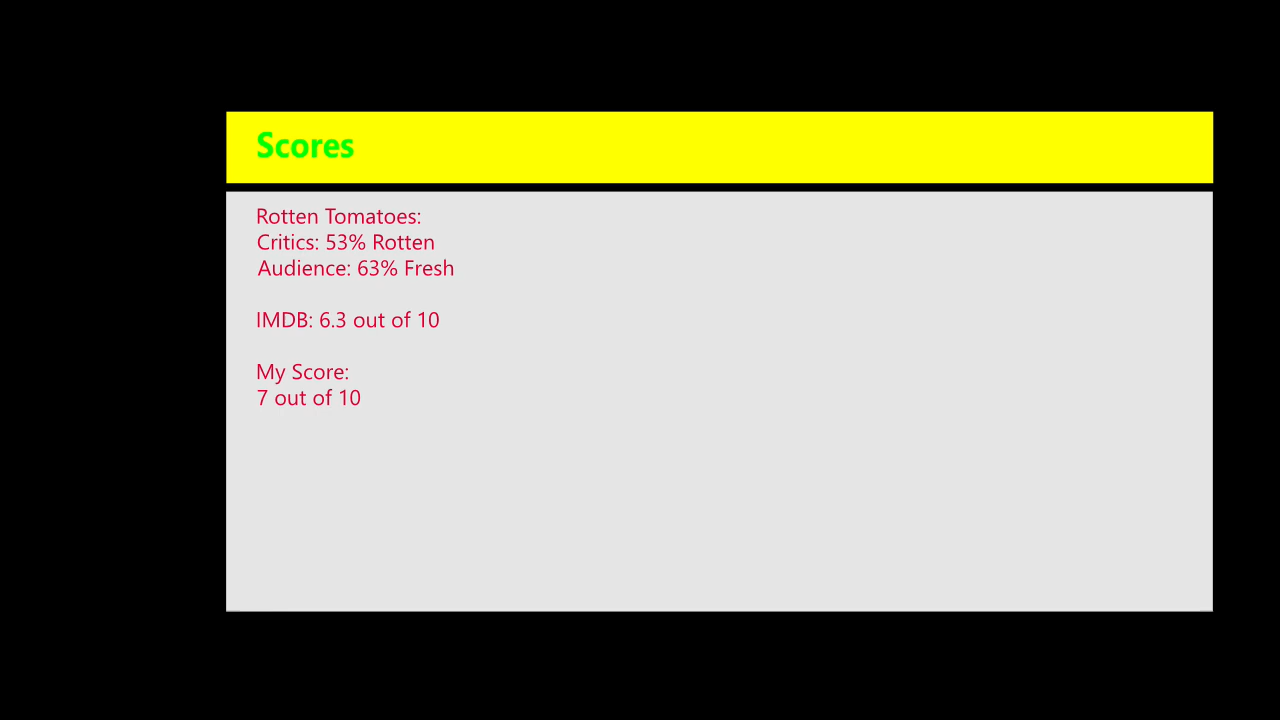 Scores
Rotten Tomatoes:
Critics: 53% Rotten
Audience: 63% Fresh
IMDB: 6.3 out of 10
My Score:
7 out of 10